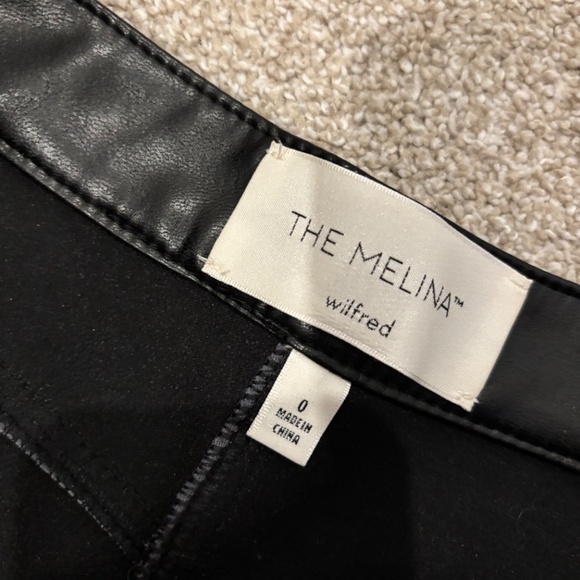 THE MELINA™
wilfred
0
MADE IN
CHINA